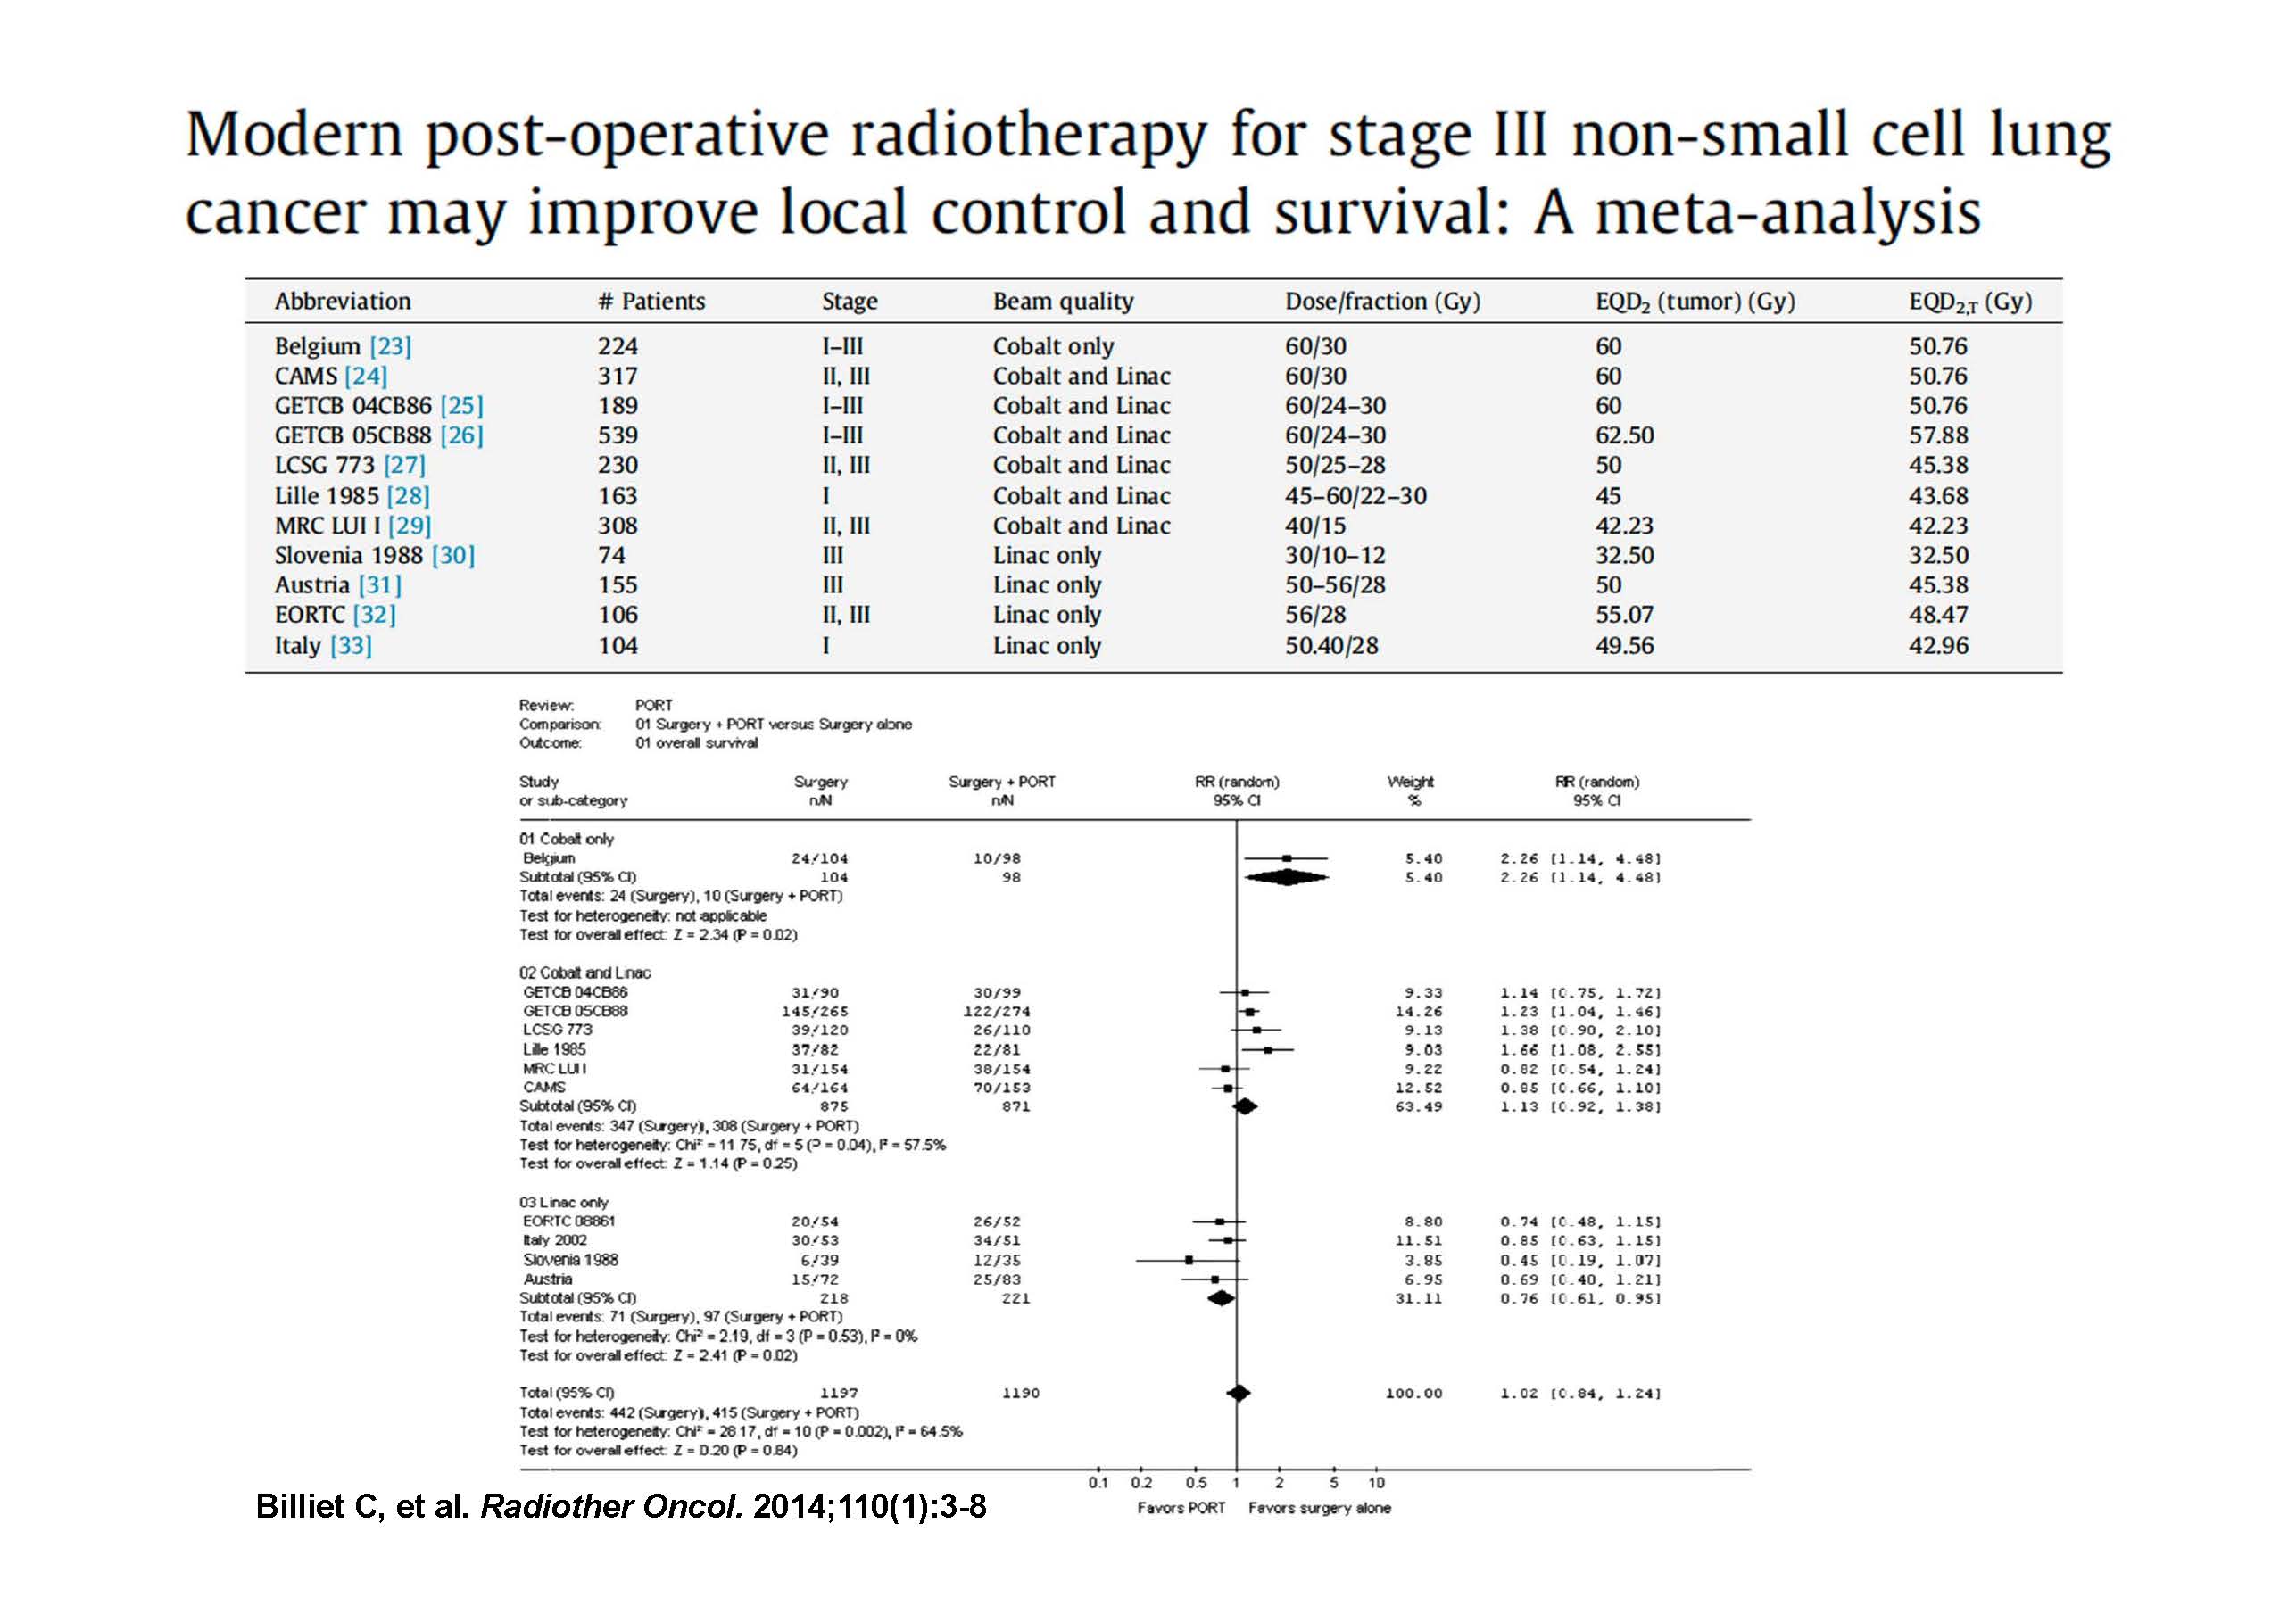 Modern post-operative radiotherapy for stage III non-small cell lung
cancer may improve local control and survival: A meta-analysis
Abbreviation # Patients Stage Beam quality Dose/fraction (Gy) EQD2 (tumor) (Gy) EQD2,T (Gy)
Belgium [23] 224 I–III Cobalt only 60/30 60 50.76
CAMS [24] 317 II, III Cobalt and Linac 60/30 60 50.76
GETCB 04CB86 [25] 189 I–III Cobalt and Linac 60/24–30 60 50.76
GETCB 05CB88 [26] 539 I–III Cobalt and Linac 60/24–30 62.50 57.88
LCSG 773 [27] 230 II, III Cobalt and Linac 50/25–28 50 45.38
Lille 1985 [28] 163 I Cobalt and Linac 45–60/22–30 45 43.68
MRC LUI I [29] 308 II, III Cobalt and Linac 40/15 42.23 42.23
Slovenia 1988 [30] 74 III Linac only 30/10–12 32.50 32.50
Austria [31] 155 III Linac only 50–56/28 50 45.38
EORTC [32] 106 II, III Linac only 56/28 55.07 48.47
Italy [33] 104 I Linac only 50.40/28 49.56 42.96
Review: PORT
Comparison: 01 Surgery + PORT versus Surgery alone
Outcome: 01 overall survival
Study Surgery Surgery + PORT RR (random) Weight RR (random)
or sub-category n/N n/N 95% CI % 95% CI
01 Cobalt only
Belgium 24/104 10/98 5.40 2.26 [1.14, 4.48]
Subtotal (95% CI) 104 98 5.40 2.26 [1.14, 4.48]
Total events: 24 (Surgery), 10 (Surgery + PORT)
Test for heterogeneity: not applicable
Test for overall effect: Z = 2.34 (P = 0.02)
02 Cobalt and Linac
GETCB 04CB86 31/90 30/99 9.33 1.14 [0.75, 1.72]
GETCB 05CB88 145/265 122/274 14.26 1.23 [1.04, 1.46]
LCSG 773 39/120 26/110 9.13 1.38 [0.90, 2.10]
Lille 1985 37/82 22/81 9.03 1.66 [1.08, 2.55]
MRC LUI I 31/154 38/154 9.22 0.82 [0.54, 1.24]
CAMS 64/164 70/153 12.52 0.85 [0.66, 1.10]
Subtotal (95% CI) 875 871 63.49 1.13 [0.92, 1.38]
Total events: 347 (Surgery), 308 (Surgery + PORT)
Test for heterogeneity: Chi² = 11.75, df = 5 (P = 0.04), I² = 57.5%
Test for overall effect: Z = 1.14 (P = 0.25)
03 Linac only
EORTC 08861 20/54 26/52 8.80 0.74 [0.48, 1.15]
Italy 2002 30/53 34/51 11.51 0.85 [0.63, 1.15]
Slovenia 1988 6/39 12/35 3.85 0.45 [0.19, 1.07]
Austria 15/72 25/83 6.95 0.69 [0.40, 1.21]
Subtotal (95% CI) 218 221 31.11 0.76 [0.61, 0.95]
Total events: 71 (Surgery), 97 (Surgery + PORT)
Test for heterogeneity: Chi² = 2.19, df = 3 (P = 0.53), I² = 0%
Test for overall effect: Z = 2.41 (P = 0.02)
Total (95% CI) 1197 1190 100.00 1.02 [0.84, 1.24]
Total events: 442 (Surgery), 415 (Surgery + PORT)
Test for heterogeneity: Chi² = 28.17, df = 10 (P = 0.002), I² = 64.5%
Test for overall effect: Z = 0.20 (P = 0.84)
0.1 0.2 0.5 1 2 5 10
Favors PORT Favors surgery alone
Billiet C, et al. Radiother Oncol. 2014;110(1):3-8